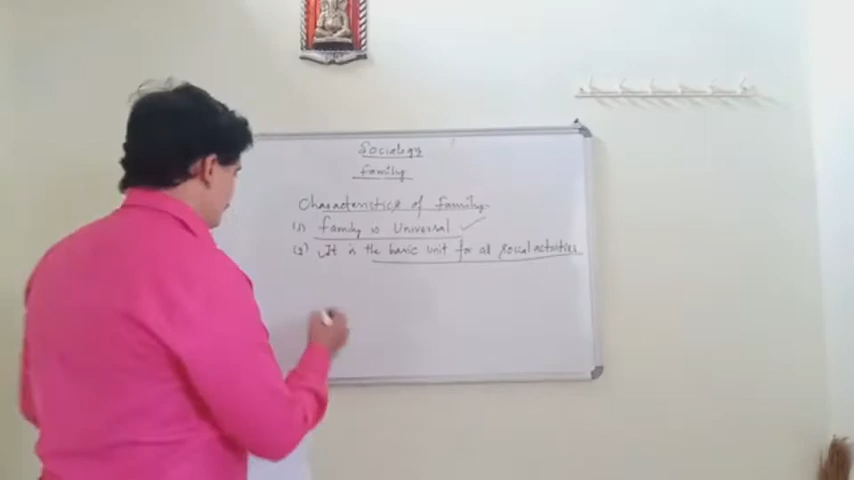 Sociology
family
Characteristics of family
(1) family is Universal
(2) It is the basic unit for all social activities